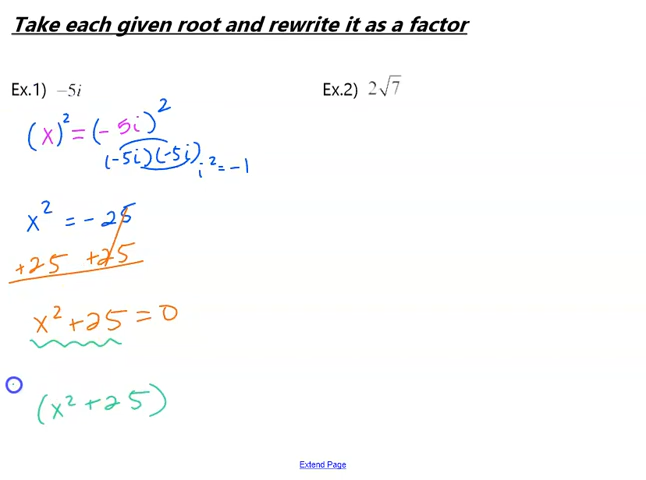 Take each given root and rewrite it as a factor
Ex.1) -5i
Ex.2) 2√7
(x)² = (-5i)²
(-5i)(-5i) i² = -1
x² = -25
+25 +25
x² + 25 = 0
(x² + 25)
Extend Page